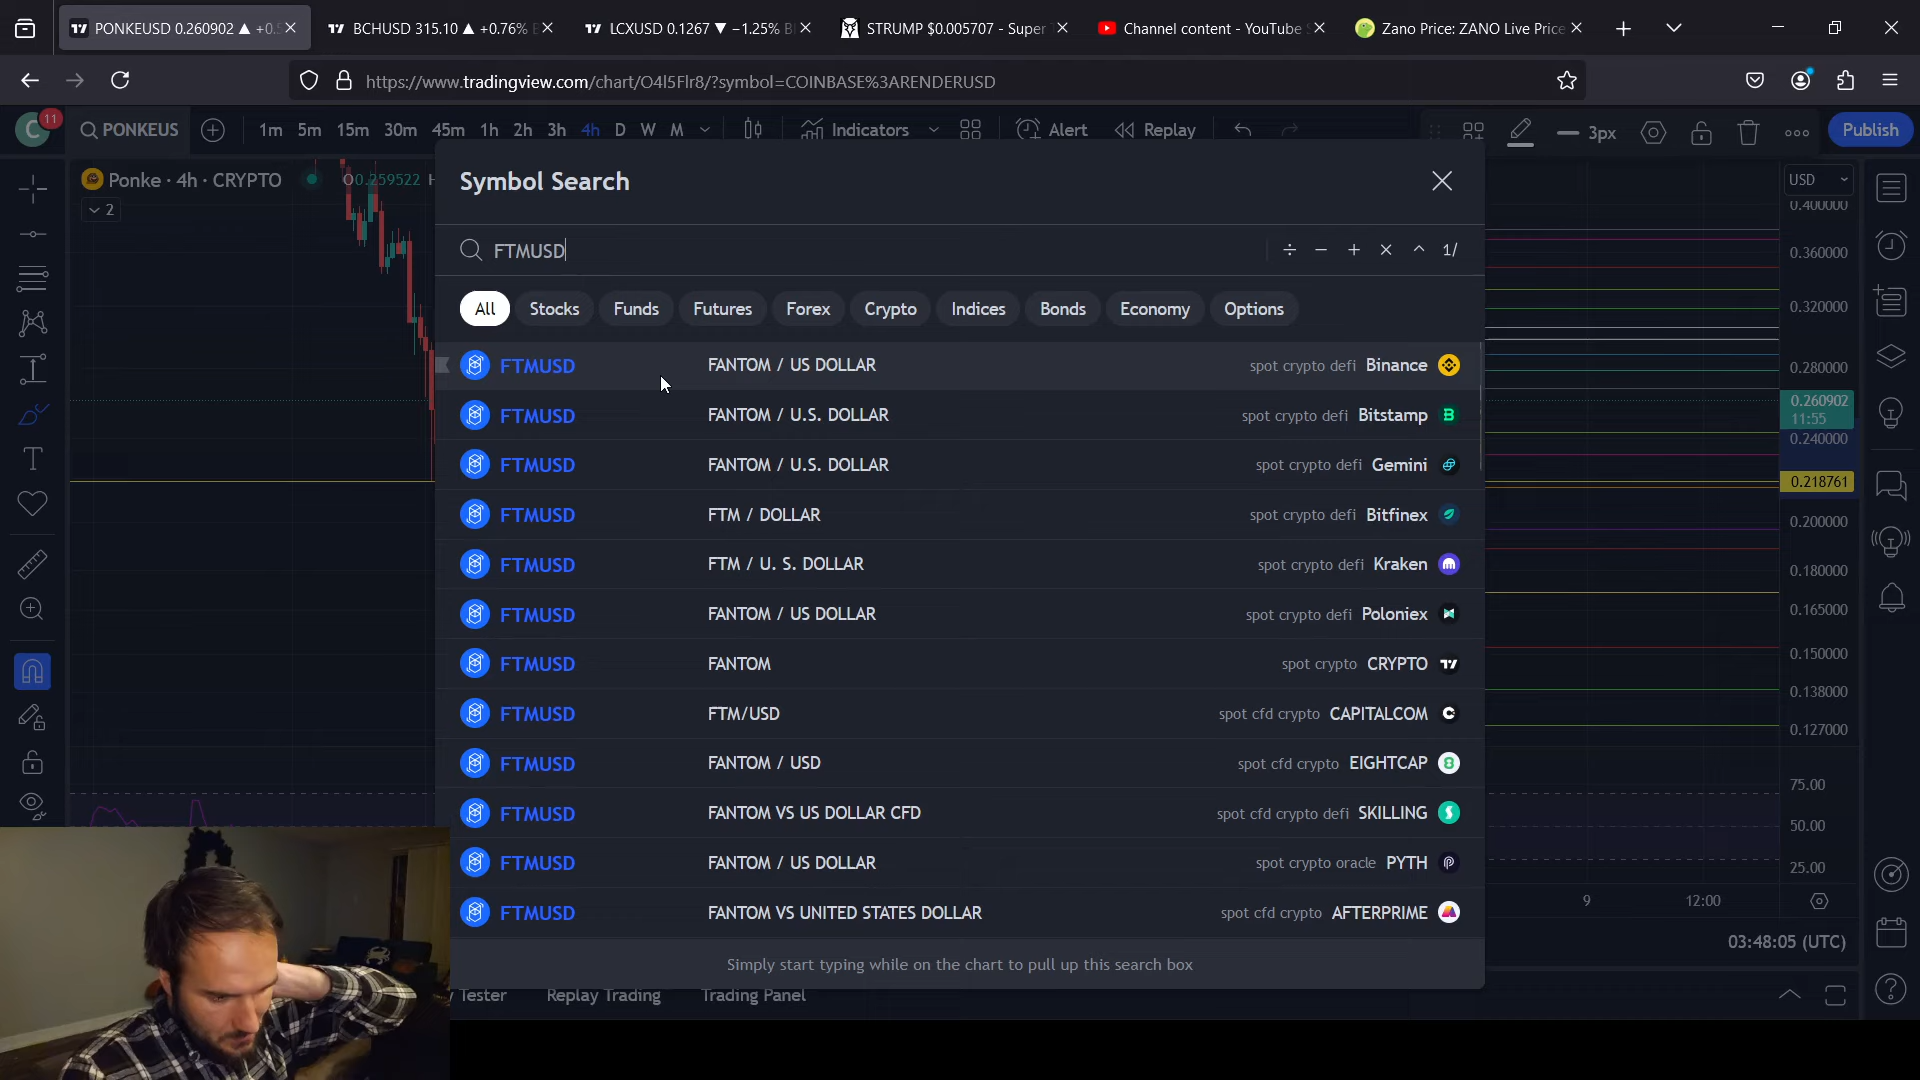 PONKEUSD 0.260902 ▲ +0.5
BCHUSD 315.10 ▲ +0.76% B
LCXUSD 0.1267 ▼ −1.25% B
STRUMP $0.005707 - Super T
Channel content - YouTube S
Zano Price: ZANO Live Price
https://www.tradingview.com/chart/O4l5Flr8/?symbol=COINBASE%3ARENDERUSD
C 11
PONKEUS
1m 5m 15m 30m 45m 1h 2h 3h 4h D W M
Indicators
Alert
Replay
3px
Publish
Ponke · 4h · CRYPTO
O0.259522 H
2
USD
Symbol Search
FTMUSD
÷ − + × ^ 1/
All Stocks Funds Futures Forex Crypto Indices Bonds Economy Options
FTMUSD FANTOM / US DOLLAR spot crypto defi Binance
FTMUSD FANTOM / U.S. DOLLAR spot crypto defi Bitstamp
FTMUSD FANTOM / U.S. DOLLAR spot crypto defi Gemini
FTMUSD FTM / DOLLAR spot crypto defi Bitfinex
FTMUSD FTM / U. S. DOLLAR spot crypto defi Kraken
FTMUSD FANTOM / US DOLLAR spot crypto defi Poloniex
FTMUSD FANTOM spot crypto CRYPTO
FTMUSD FTM/USD spot cfd crypto CAPITALCOM
FTMUSD FANTOM / USD spot cfd crypto EIGHTCAP
FTMUSD FANTOM VS US DOLLAR CFD spot cfd crypto defi SKILLING
FTMUSD FANTOM / US DOLLAR spot crypto oracle PYTH
FTMUSD FANTOM VS UNITED STATES DOLLAR spot cfd crypto AFTERPRIME
Simply start typing while on the chart to pull up this search box
0.400000
0.360000
0.320000
0.280000
0.260902
11:55
0.240000
0.218761
0.200000
0.180000
0.165000
0.150000
0.138000
0.127000
75.00
50.00
25.00
9 12:00
03:48:05 (UTC)
y Tester Replay Trading Trading Panel